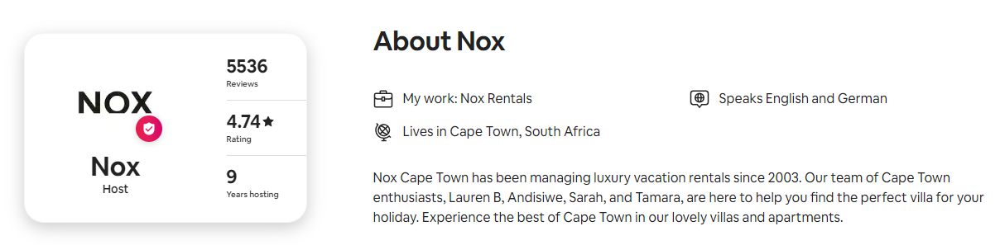 NOX
Nox
Host
5536
Reviews
4.74★
Rating
9
Years hosting
About Nox
My work: Nox Rentals
Speaks English and German
Lives in Cape Town, South Africa
Nox Cape Town has been managing luxury vacation rentals since 2003. Our team of Cape Town
enthusiasts, Lauren B, Andisiwe, Sarah, and Tamara, are here to help you find the perfect villa for your
holiday. Experience the best of Cape Town in our lovely villas and apartments.